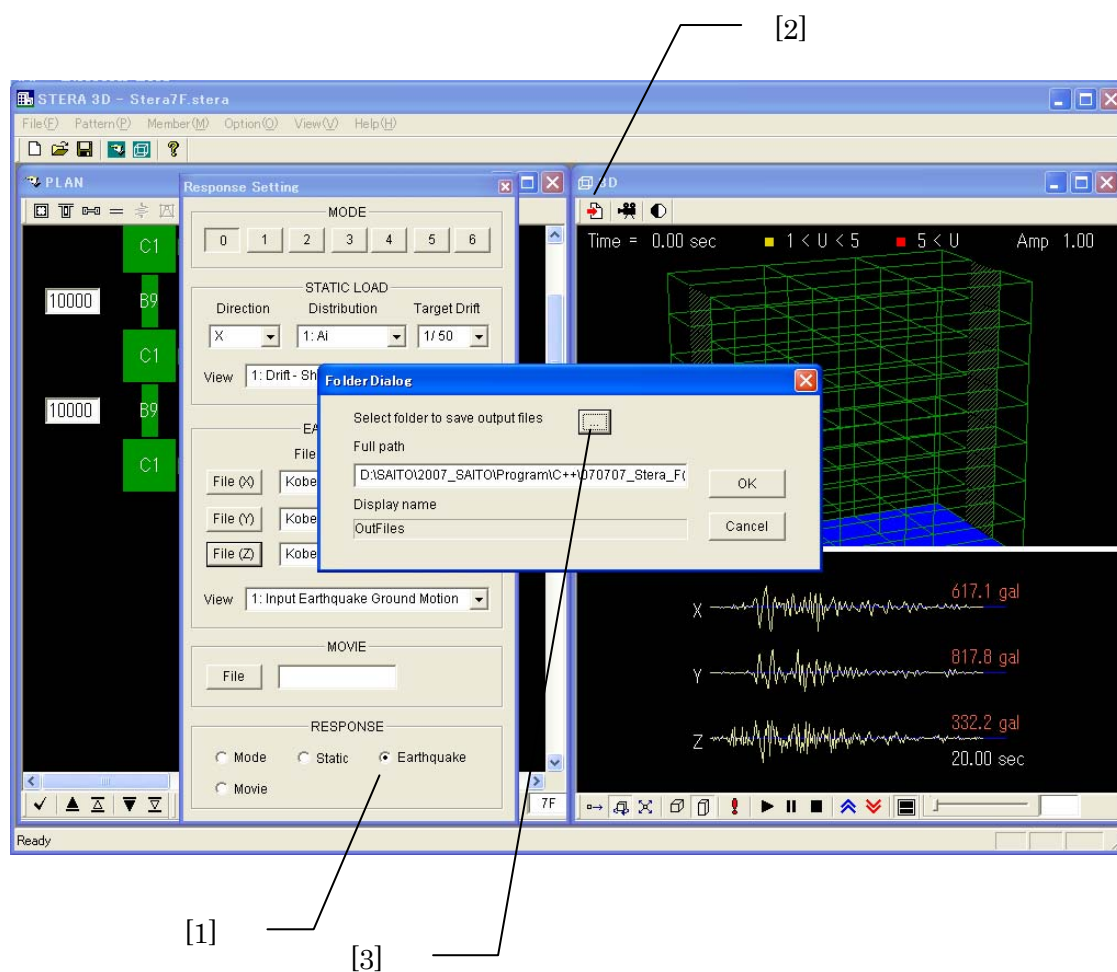 [2]
STERA 3D - Stera7F.stera
File(F) Pattern(P) Member(M) Option(O) View(V) Help(H)
PLAN
Response Setting
3D
MODE
0 1 2 3 4 5 6
Time = 0.00 sec 1 < U < 5 5 < U Amp 1.00
C1
STATIC LOAD
Direction Distribution Target Drift
10000 B9
X 1: Ai 1/ 50
C1
View 1: Drift - Sh
Folder Dialog
Select folder to save output files ...
10000 B9
Full path
File
D:\SAITO\2007_SAITO\Program\C++\070707_Stera_F(
OK
C1
File (X) Kobe
Display name
File (Y) Kobe
OutFiles
Cancel
File (Z) Kobe
View 1: Input Earthquake Ground Motion
X 617.1 gal
MOVIE
File
Y 817.8 gal
RESPONSE
Mode Static Earthquake
Movie
Z 332.2 gal
20.00 sec
7F
Ready
[1]
[3]